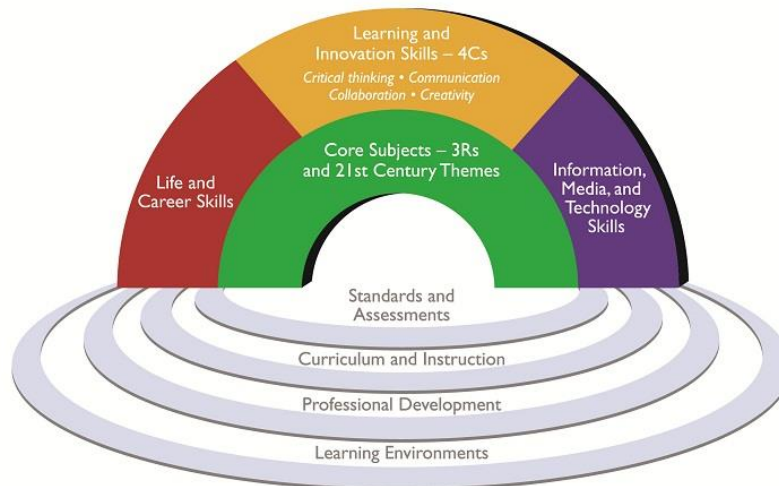 Learning and
Innovation Skills – 4Cs
Critical thinking • Communication
Collaboration • Creativity
Core Subjects – 3Rs
and 21st Century Themes
Life and
Career Skills
Information,
Media, and
Technology
Skills
Standards and
Assessments
Curriculum and Instruction
Professional Development
Learning Environments